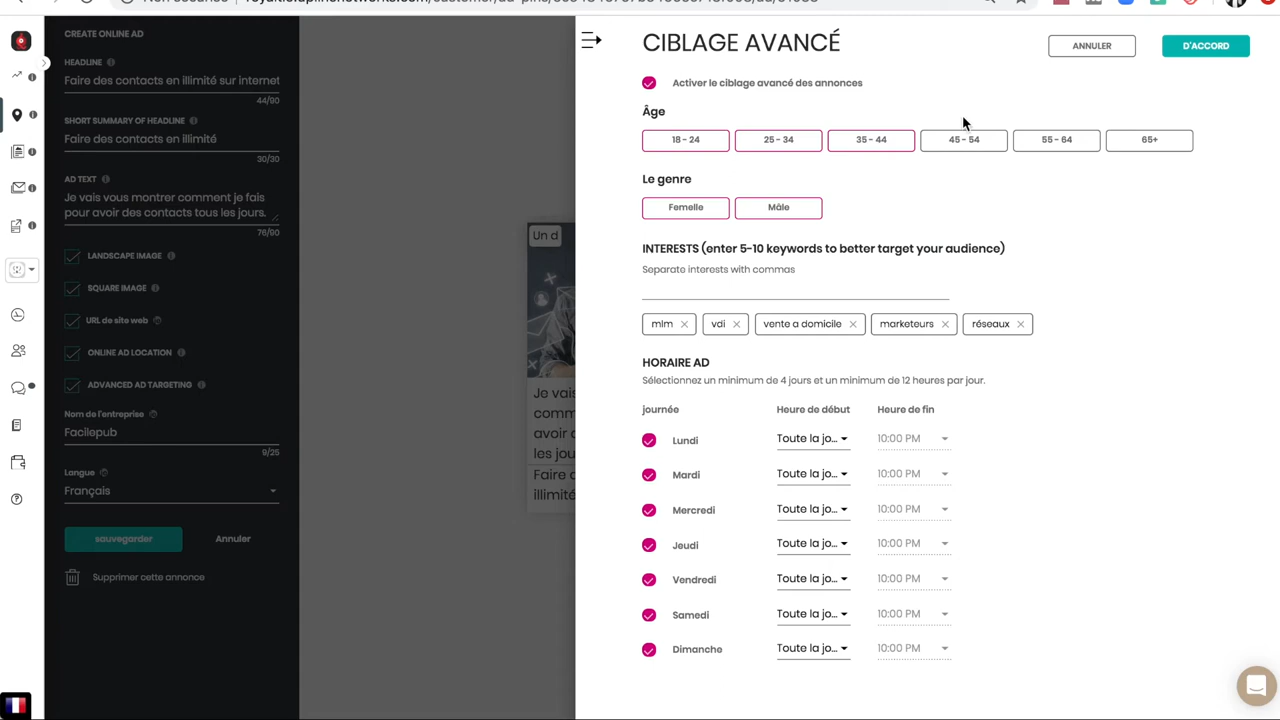 CREATE ONLINE AD
HEADLINE
Faire des contacts en illimité sur internet
44/90
SHORT SUMMARY OF HEADLINE
Faire des contacts en illimité
30/30
AD TEXT
Je vais vous montrer comment je fais
pour avoir des contacts tous les jours.
76/90
LANDSCAPE IMAGE
SQUARE IMAGE
URL de site web
ONLINE AD LOCATION
ADVANCED AD TARGETING
Nom de l'entreprise
Facilepub
9/25
Langue
Français
sauvegarder Annuler
Supprimer cette annonce
Un d
Je vais
comm
avoir d
les jou
Faire d
illimité
CIBLAGE AVANCÉ
ANNULER D'ACCORD
Activer le ciblage avancé des annonces
Âge
18 - 24 25 - 34 35 - 44 45 - 54 55 - 64 65+
Le genre
Femelle Mâle
INTERESTS (enter 5-10 keywords to better target your audience)
Separate interests with commas
mlm vdi vente a domicile marketeurs réseaux
HORAIRE AD
Sélectionnez un minimum de 4 jours et un minimum de 12 heures par jour.
journée Heure de début Heure de fin
Lundi Toute la jo... 10:00 PM
Mardi Toute la jo... 10:00 PM
Mercredi Toute la jo... 10:00 PM
Jeudi Toute la jo... 10:00 PM
Vendredi Toute la jo... 10:00 PM
Samedi Toute la jo... 10:00 PM
Dimanche Toute la jo... 10:00 PM